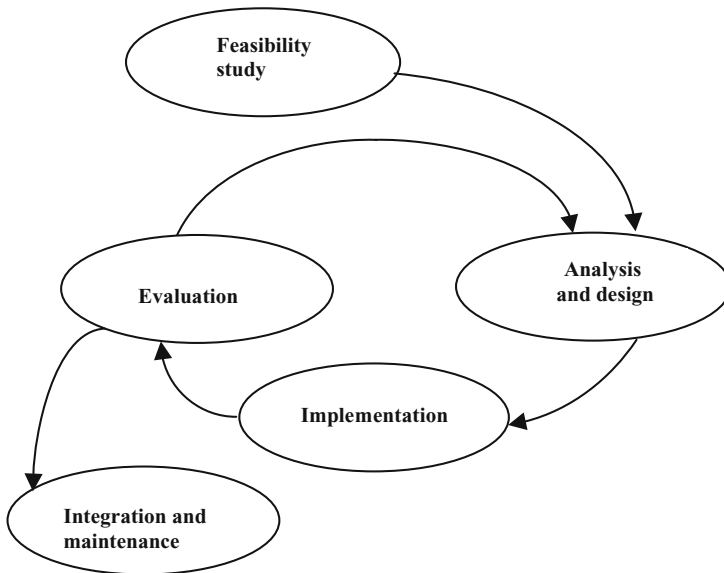 Feasibility
study
Analysis
and design
Evaluation
Implementation
Integration and
maintenance